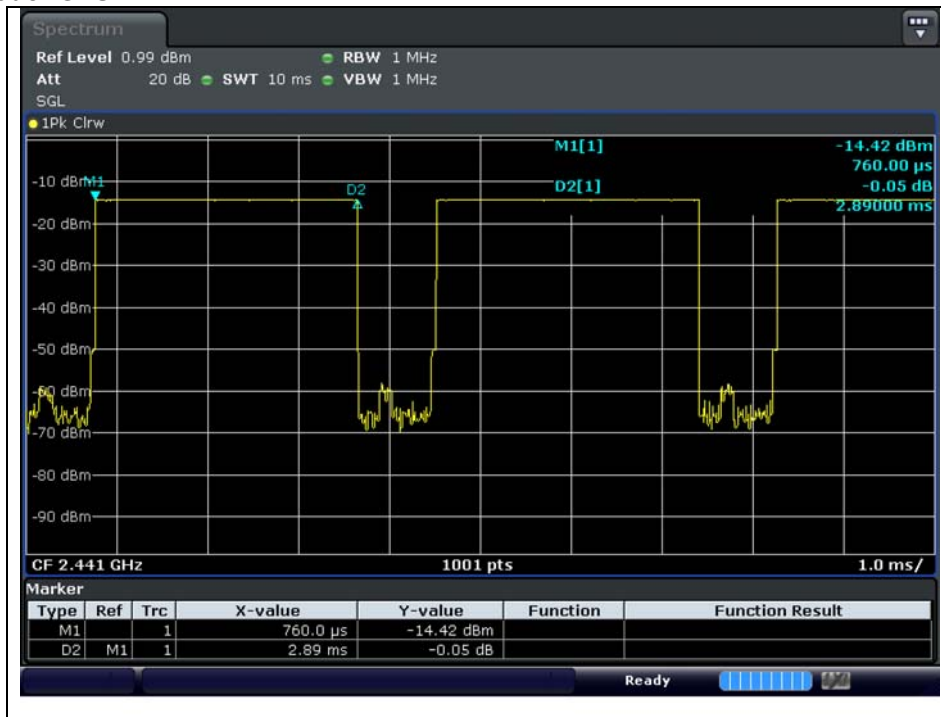 Spectrum
Ref Level 0.99 dBm RBW 1 MHz
Att 20 dB SWT 10 ms VBW 1 MHz
SGL
1Pk Clrw
M1[1] -14.42 dBm
760.00 µs
D2[1] -0.05 dB
2.89000 ms
M1
D2
-10 dBm
-20 dBm
-30 dBm
-40 dBm
-50 dBm
-60 dBm
-70 dBm
-80 dBm
-90 dBm
CF 2.441 GHz 1001 pts 1.0 ms/
Marker
Type Ref Trc X-value Y-value Function Function Result
M1 1 760.0 µs -14.42 dBm
D2 M1 1 2.89 ms -0.05 dB
Ready